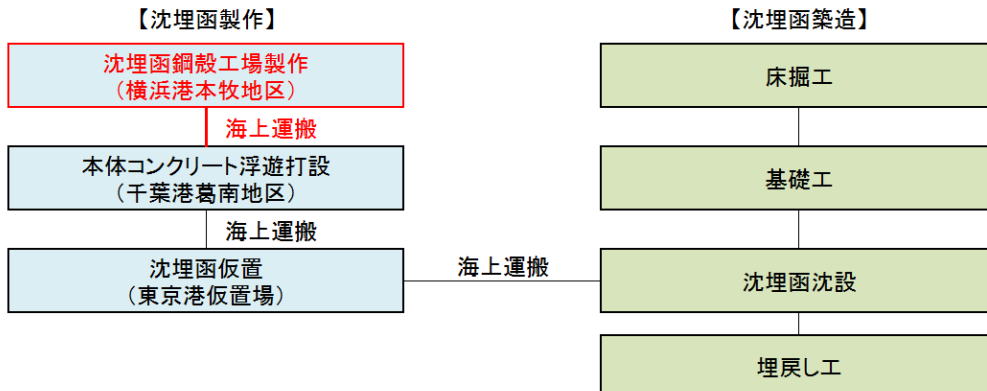 【沈埋函製作】
沈埋函鋼殻工場製作
（横浜港本牧地区）
海上運搬
本体コンクリート浮遊打設
（千葉港葛南地区）
海上運搬
沈埋函仮置
（東京港仮置場）
海上運搬
【沈埋函築造】
床掘工
基礎工
沈埋函沈設
埋戻し工